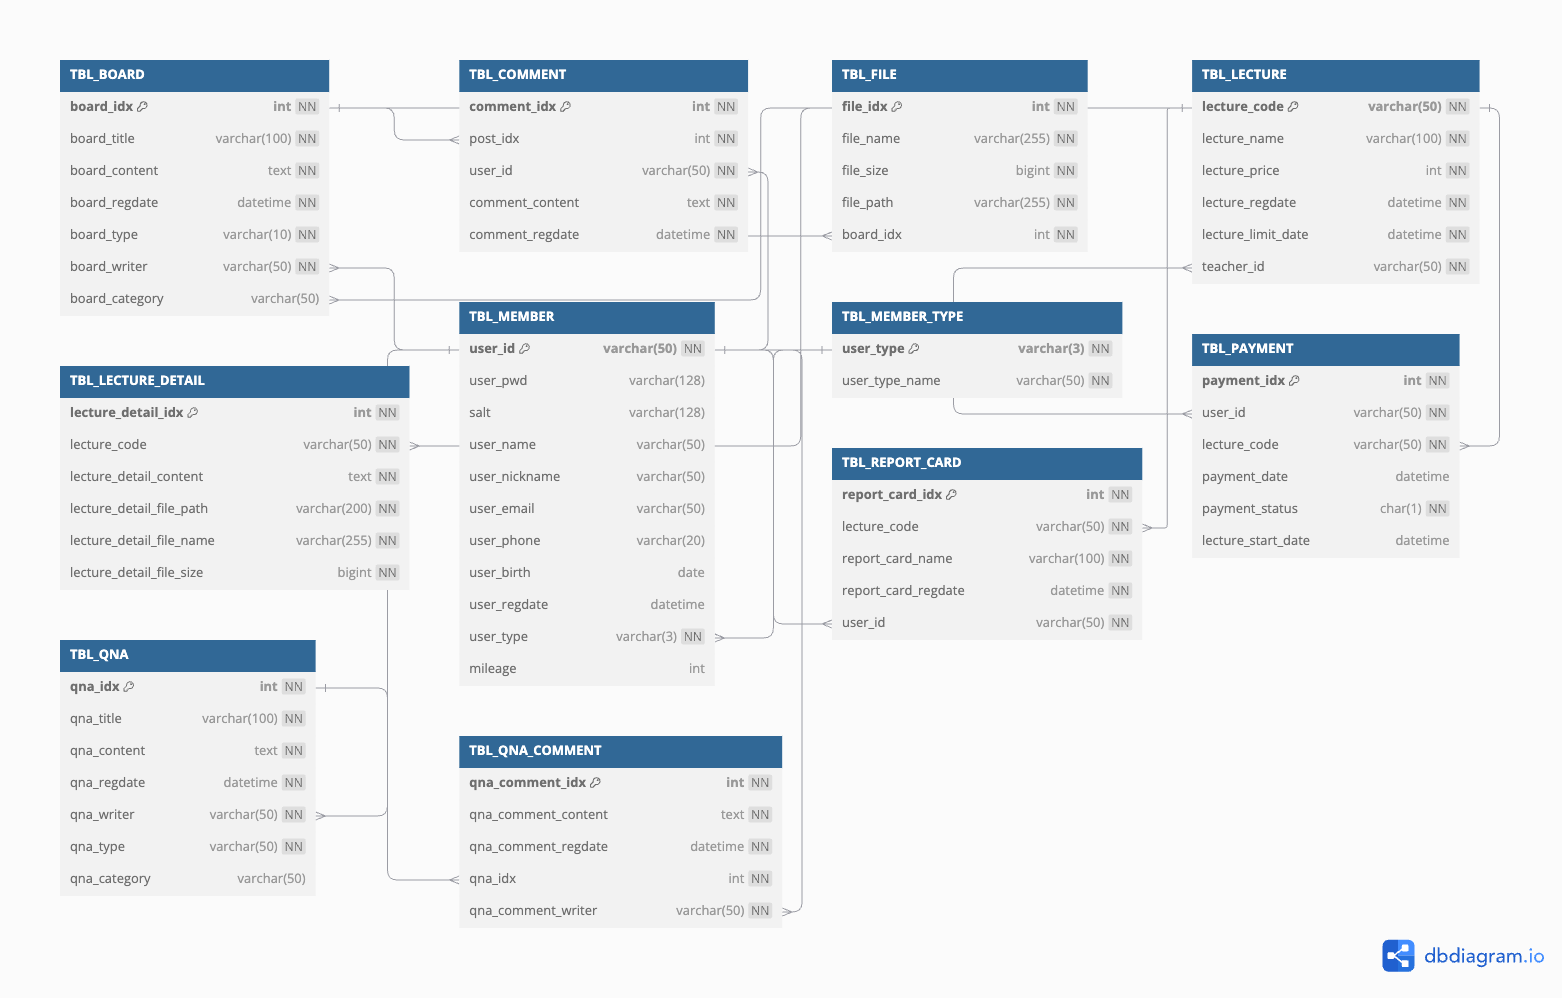 TBL_BOARD
board_idx int NN
board_title varchar(100) NN
board_content text NN
board_regdate datetime NN
board_type varchar(10) NN
board_writer varchar(50) NN
board_category varchar(50)
TBL_COMMENT
comment_idx int NN
post_idx int NN
user_id varchar(50) NN
comment_content text NN
comment_regdate datetime NN
TBL_FILE
file_idx int NN
file_name varchar(255) NN
file_size bigint NN
file_path varchar(255) NN
board_idx int NN
TBL_LECTURE
lecture_code varchar(50) NN
lecture_name varchar(100) NN
lecture_price int NN
lecture_regdate datetime NN
lecture_limit_date datetime NN
teacher_id varchar(50) NN
TBL_LECTURE_DETAIL
lecture_detail_idx int NN
lecture_code varchar(50) NN
lecture_detail_content text NN
lecture_detail_file_path varchar(200) NN
lecture_detail_file_name varchar(255) NN
lecture_detail_file_size bigint NN
TBL_MEMBER
user_id varchar(50) NN
user_pwd varchar(128)
salt varchar(128)
user_name varchar(50)
user_nickname varchar(50)
user_email varchar(50)
user_phone varchar(20)
user_birth date
user_regdate datetime
user_type varchar(3) NN
mileage int
TBL_MEMBER_TYPE
user_type varchar(3) NN
user_type_name varchar(50) NN
TBL_PAYMENT
payment_idx int NN
user_id varchar(50) NN
lecture_code varchar(50) NN
payment_date datetime
payment_status char(1) NN
lecture_start_date datetime
TBL_REPORT_CARD
report_card_idx int NN
lecture_code varchar(50) NN
report_card_name varchar(100) NN
report_card_regdate datetime NN
user_id varchar(50) NN
TBL_QNA
qna_idx int NN
qna_title varchar(100) NN
qna_content text NN
qna_regdate datetime NN
qna_writer varchar(50) NN
qna_type varchar(50) NN
qna_category varchar(50)
TBL_QNA_COMMENT
qna_comment_idx int NN
qna_comment_content text NN
qna_comment_regdate datetime NN
qna_idx int NN
qna_comment_writer varchar(50) NN
dbdiagram.io